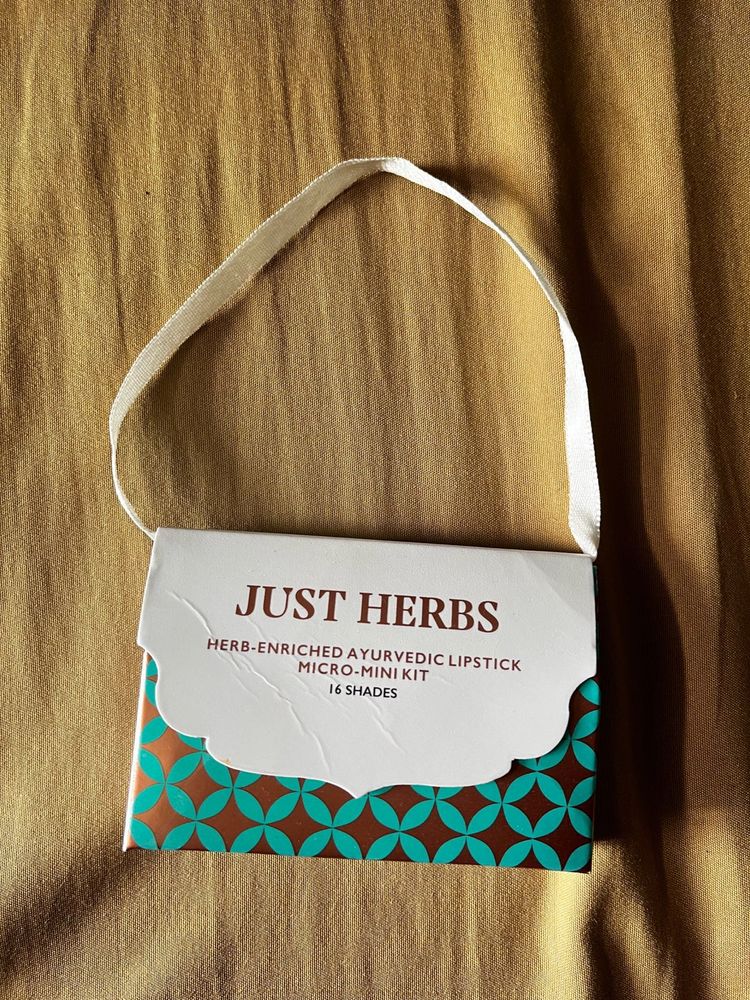 JUST HERBS
HERB-ENRICHED AYURVEDIC LIPSTICK
MICRO-MINI KIT
16 SHADES